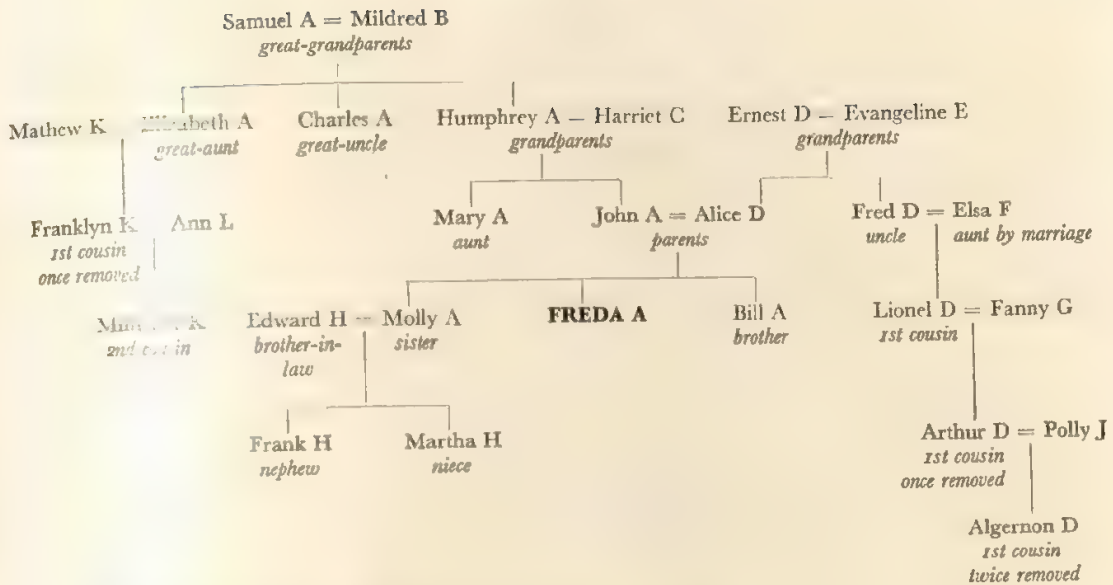 Samuel A = Mildred B
great-grandparents
Mathew K Elizabeth A Charles A Humphrey A – Harriet C Ernest D – Evangeline E
great-aunt great-uncle grandparents grandparents
Mary A John A = Alice D Fred D = Elsa F
aunt parents uncle aunt by marriage
Franklyn K Ann L
1st cousin
once removed
K Edward H – Molly A FREDA A Bill A Lionel D = Fanny G
2nd cousin brother-in- sister brother 1st cousin
law
Frank H Martha H Arthur D = Polly J
nephew niece 1st cousin
once removed
Algernon D
1st cousin
twice removed